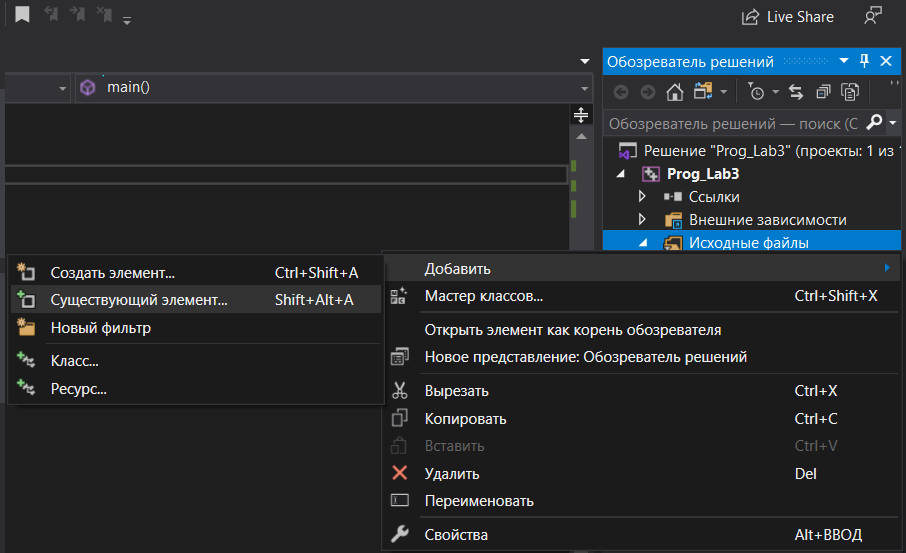 Live Share
main()
Обозреватель решений
Обозреватель решений — поиск (С
Решение "Prog_Lab3" (проекты: 1 из 1
Prog_Lab3
Ссылки
Внешние зависимости
Исходные файлы
Создать элемент... Ctrl+Shift+A
Существующий элемент... Shift+Alt+A
Новый фильтр
Класс...
Ресурс...
Добавить
Мастер классов... Ctrl+Shift+X
Открыть элемент как корень обозревателя
Новое представление: Обозреватель решений
Вырезать Ctrl+X
Копировать Ctrl+C
Вставить Ctrl+V
Удалить Del
Переименовать
Свойства Alt+ВВОД